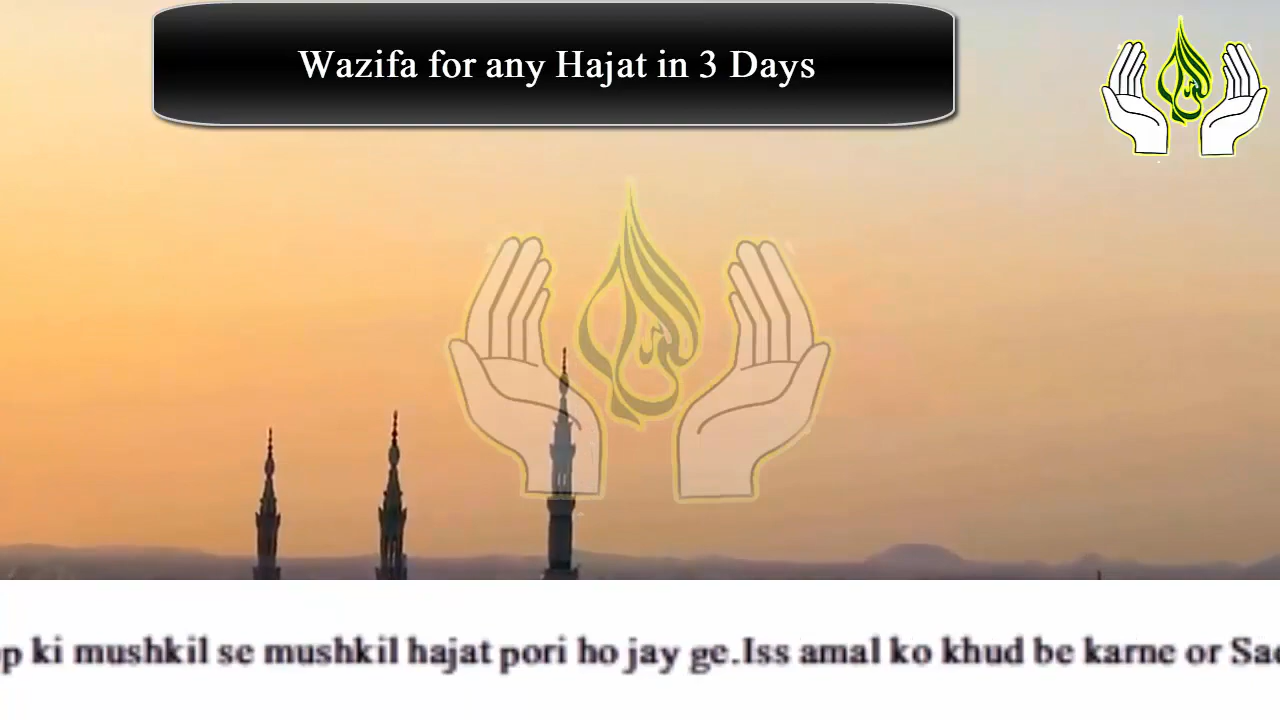 Wazifa for any Hajat in 3 Days
ki mushkil se mushkil hajat pori ho jay ge.Iss amal ko khud be karne or